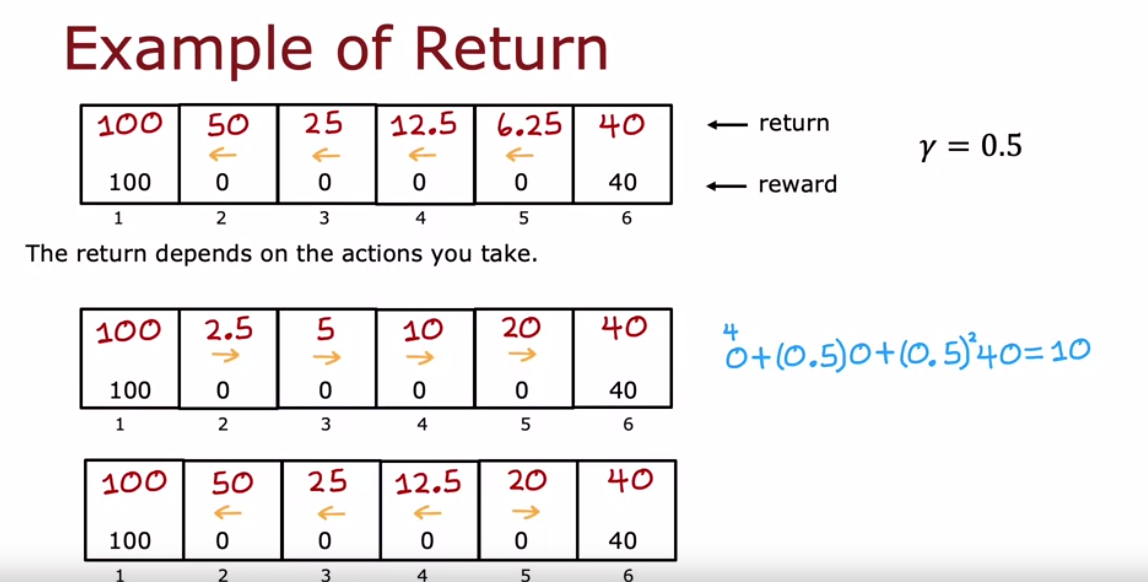 Example of Return
100 50 25 12.5 6.25 40 ← return
← ← ← ←
γ = 0.5
100 0 0 0 0 40 ← reward
1 2 3 4 5 6
The return depends on the actions you take.
100 2.5 5 10 20 40
→ → → →
4
0+(0.5)0+(0.5)²40=10
100 0 0 0 0 40
1 2 3 4 5 6
100 50 25 12.5 20 40
← ← ← →
100 0 0 0 0 40
1 2 3 4 5 6